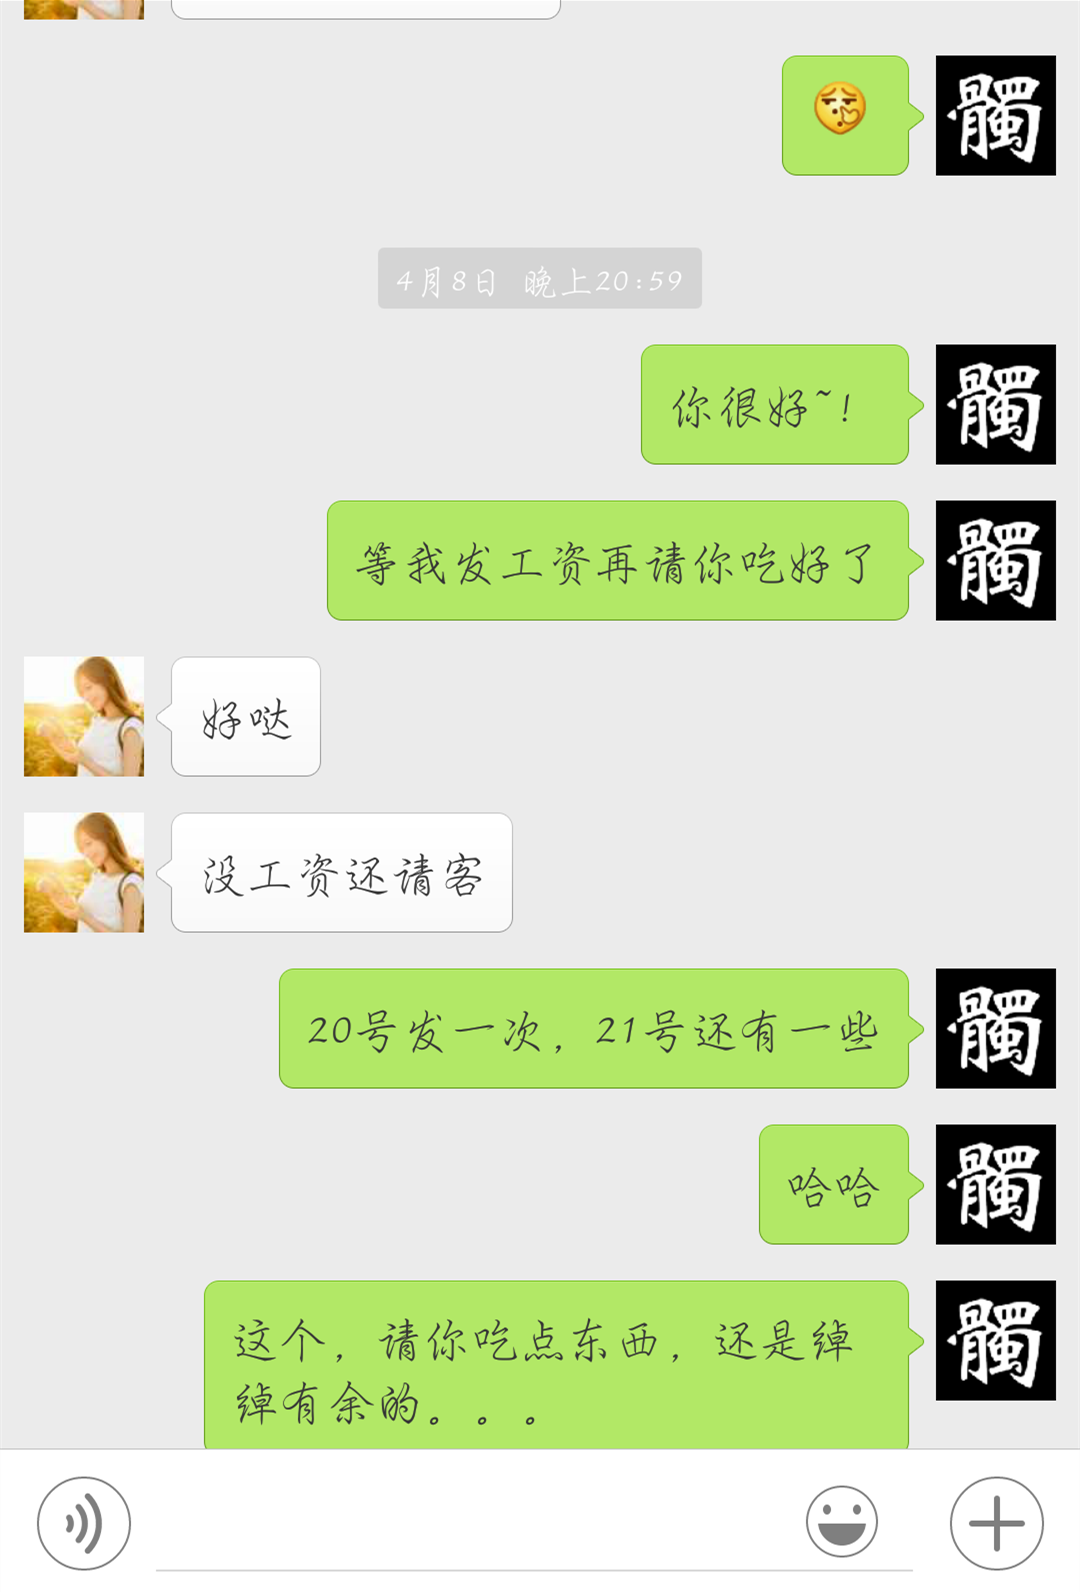 髑
4月8日 晚上20:59
你很好~!
髑
等我发工资再请你吃好了
髑
好哒
没工资还请客
20号发一次，21号还有一些
髑
哈哈
髑
这个，请你吃点东西，还是绰
绰有余的。。。
髑